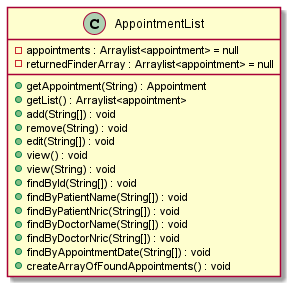 C AppointmentList
appointments : Arraylist<appointment> = null
returnedFinderArray : Arraylist<appointment> = null
getAppointment(String) : Appointment
getList() : Arraylist<appointment>
add(String[]) : void
remove(String) : void
edit(String[]) : void
view() : void
view(String) : void
findById(String[]) : void
findByPatientName(String[]) : void
findByPatientNric(String[]) : void
findByDoctorName(String[]) : void
findByDoctorNric(String[]) : void
findByAppointmentDate(String[]) : void
createArrayOfFoundAppointments() : void